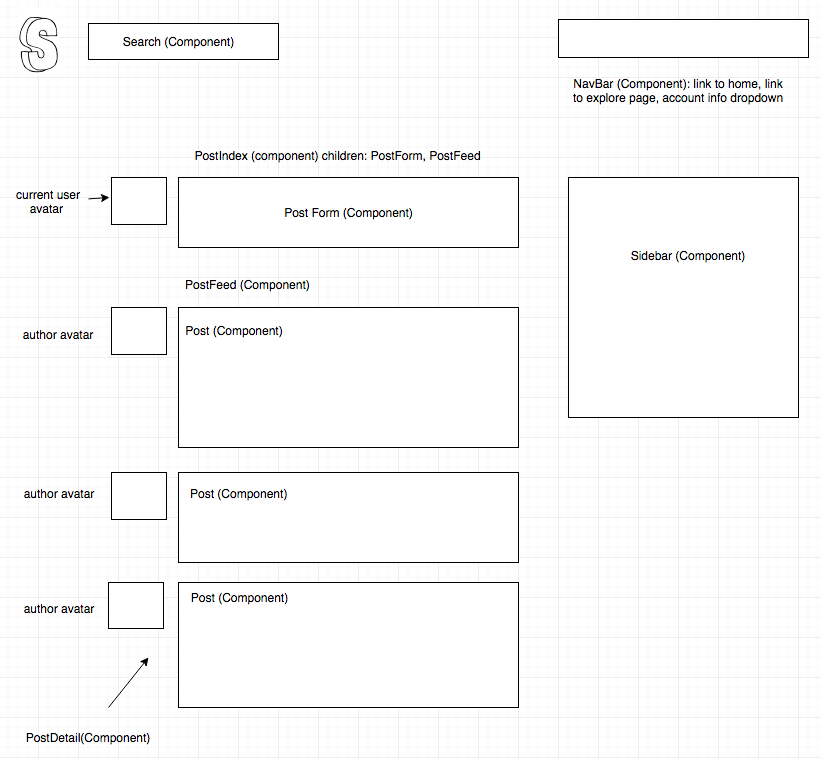 S
Search (Component)
NavBar (Component): link to home, link
to explore page, account info dropdown
PostIndex (component) children: PostForm, PostFeed
current user
avatar
Post Form (Component)
Sidebar (Component)
PostFeed (Component)
author avatar
Post (Component)
author avatar
Post (Component)
author avatar
Post (Component)
PostDetail(Component)